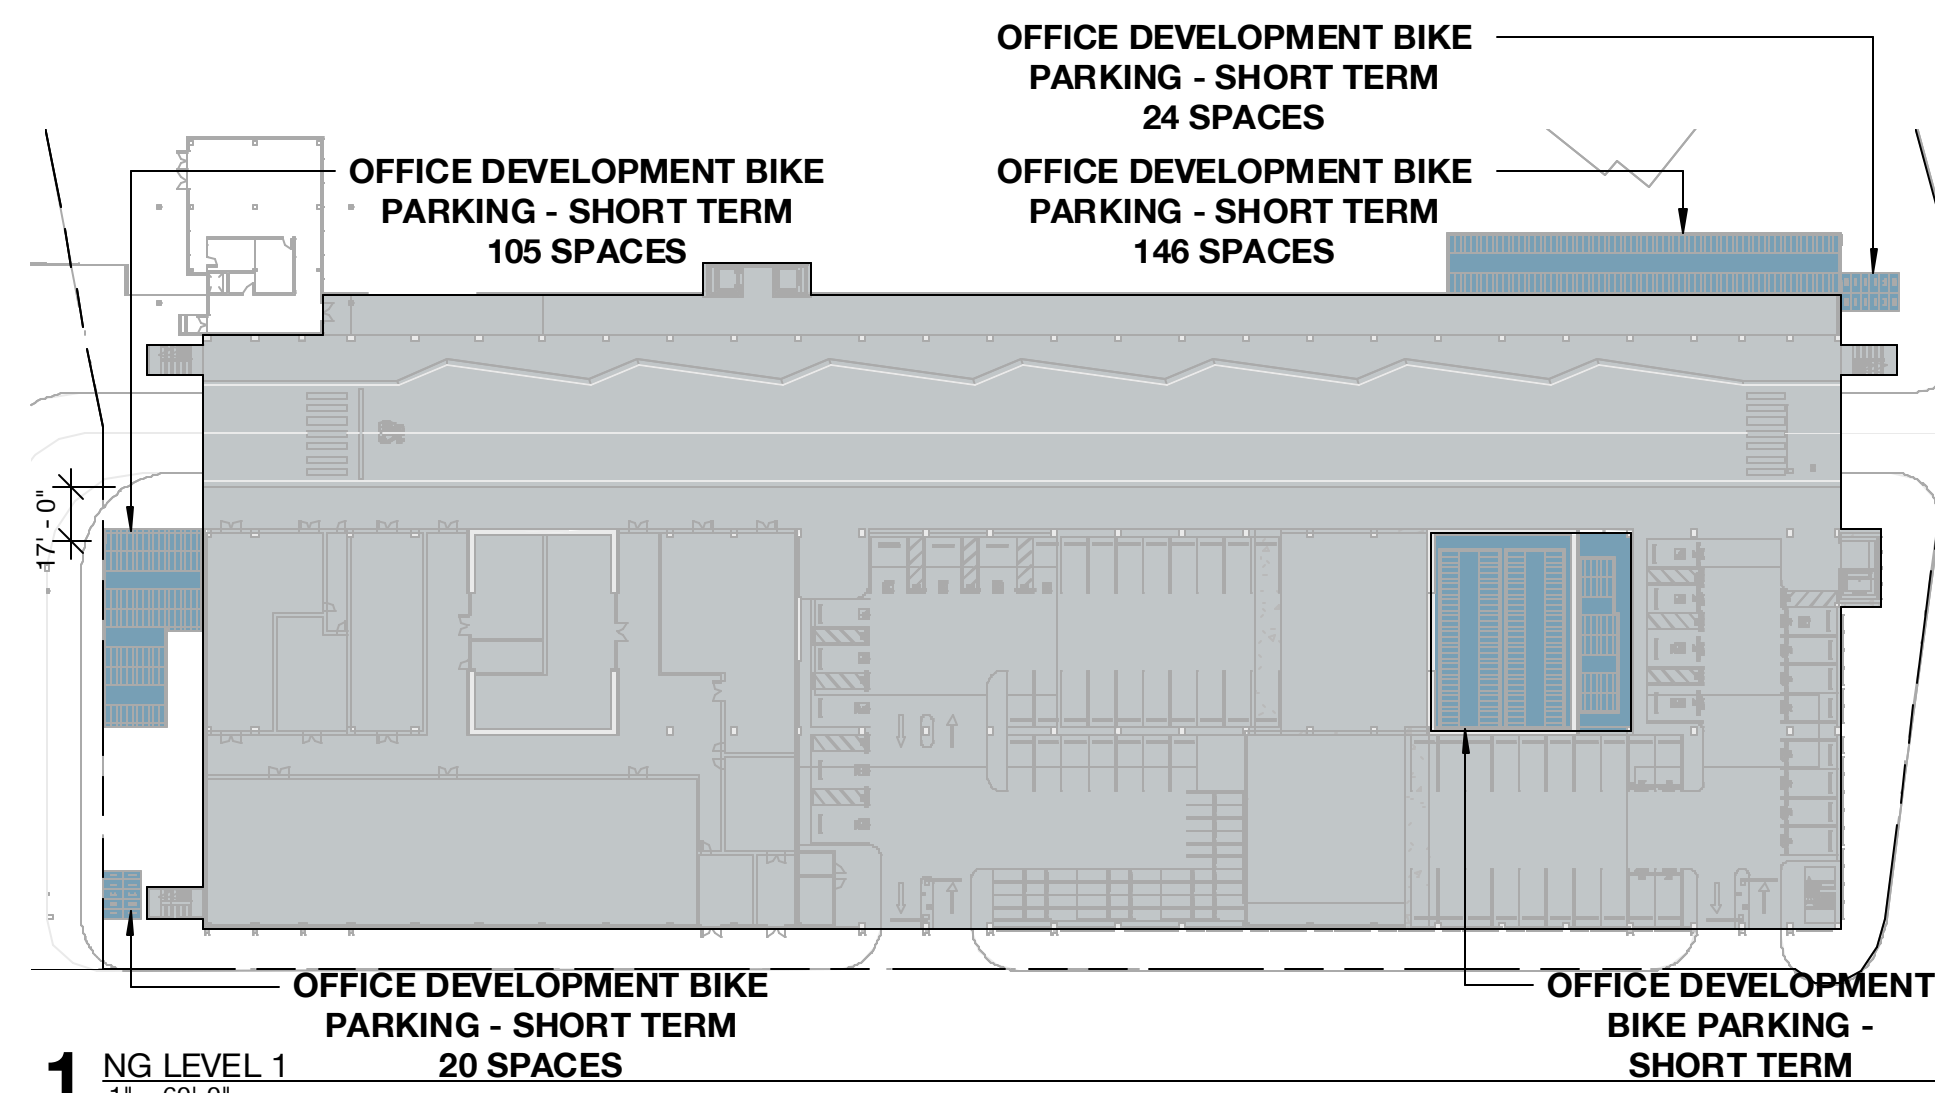 OFFICE DEVELOPMENT BIKE
PARKING - SHORT TERM
24 SPACES
OFFICE DEVELOPMENT BIKE
PARKING - SHORT TERM
105 SPACES
OFFICE DEVELOPMENT BIKE
PARKING - SHORT TERM
146 SPACES
17' - 0"
OFFICE DEVELOPMENT BIKE
PARKING - SHORT TERM
20 SPACES
OFFICE DEVELOPMENT
BIKE PARKING -
SHORT TERM
1 NG LEVEL 1